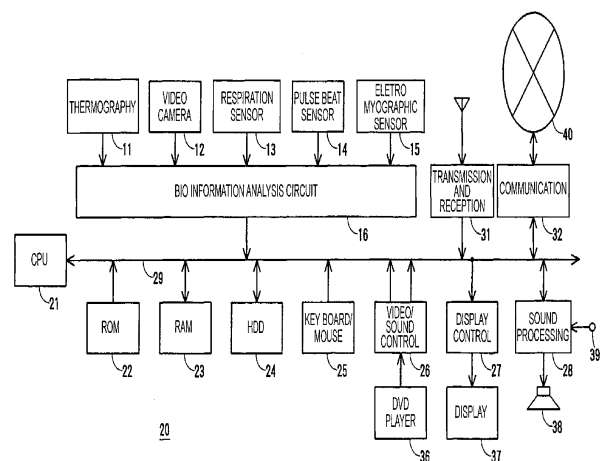 THERMOGRAPHY
11
VIDEO
CAMERA
12
RESPIRATION
SENSOR
13
PULSE BEAT
SENSOR
14
ELETRO
MYOGRAPHIC
SENSOR
15
40
BIO INFORMATION ANALYSIS CIRCUIT
16
TRANSMISSION
AND
RECEPTION
31
COMMUNICATION
32
CPU
21
29
ROM
22
RAM
23
HDD
24
KEY BOARD/
MOUSE
25
VIDEO/
SOUND
CONTROL
26
DISPLAY
CONTROL
27
SOUND
PROCESSING
28
39
20
DVD
PLAYER
36
DISPLAY
37
38